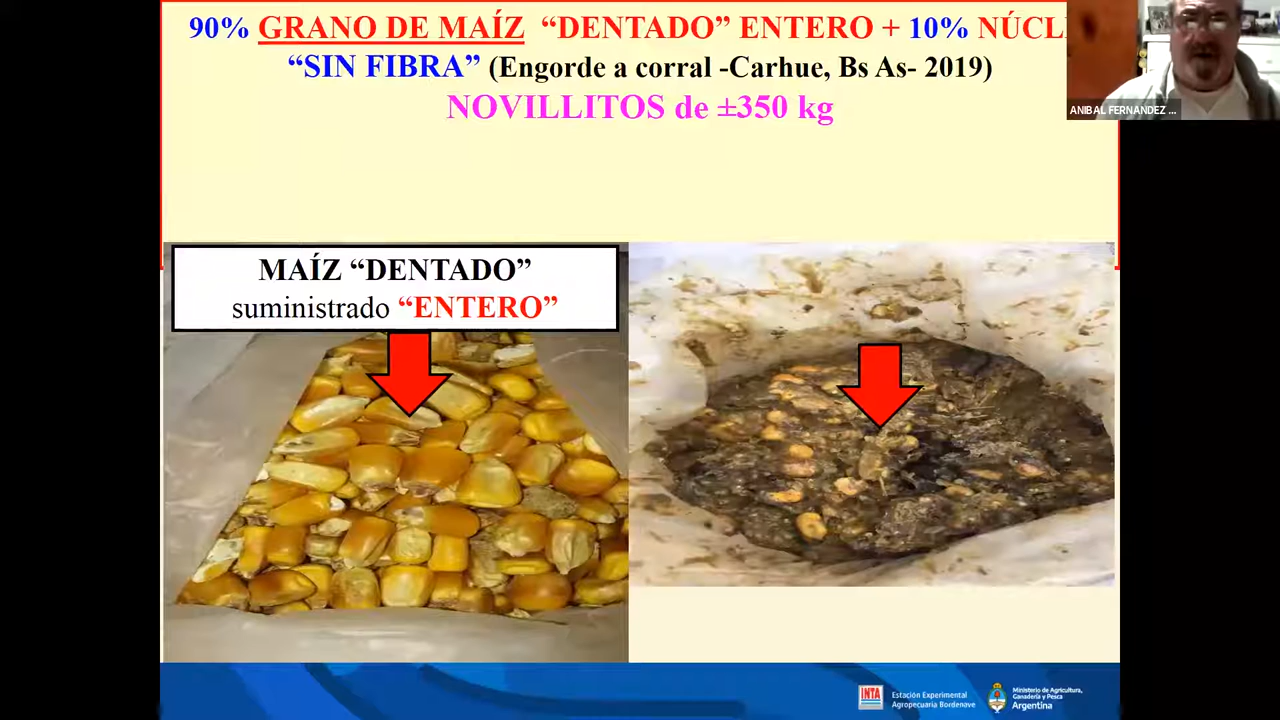 90% GRANO DE MAÍZ “DENTADO” ENTERO + 10% NÚCL
“SIN FIBRA” (Engorde a corral -Carhue, Bs As- 2019)
NOVILLITOS de ±350 kg
ANIBAL FERNANDEZ ...
MAÍZ “DENTADO”
suministrado “ENTERO”
INTA
Estación Experimental
Agropecuaria Bordenave
Ministerio de Agricultura,
Ganadería y Pesca
Argentina